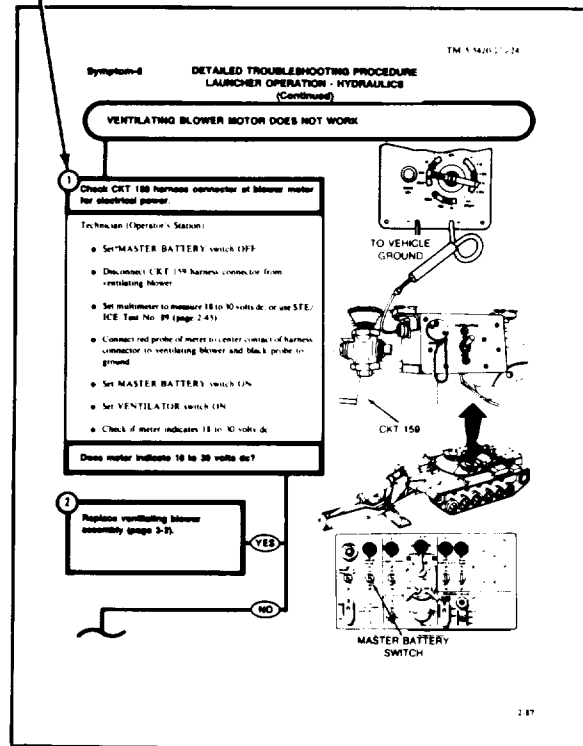 TM 5-5420-
Symptom-6
DETAILED TROUBLESHOOTING PROCEDURE
LAUNCHER OPERATION - HYDRAULICS
(Continued)
VENTILATING BLOWER MOTOR DOES NOT WORK
1
Check CKT 159 harness connector at blower motor
for electrical power.
Technician (Operator's Station)
• Set MASTER BATTERY switch OFF
• Disconnect CKT 159 harness connector from
ventilating blower
• Set multimeter to measure 18 to 30 volts dc, or use STE/
ICE Test No. 89 (page 2-45)
• Connect red probe of meter to center contact of harness
connector to ventilating blower and black probe to
ground
• Set MASTER BATTERY switch ON
• Set VENTILATOR switch ON
• Check if meter indicates 18 to 30 volts dc
Does meter indicate 18 to 30 volts dc?
2
Replace ventilating blower
assembly (page 3-2).
YES
NO
TO VEHICLE
GROUND
CKT 159
MASTER BATTERY
SWITCH
2-87